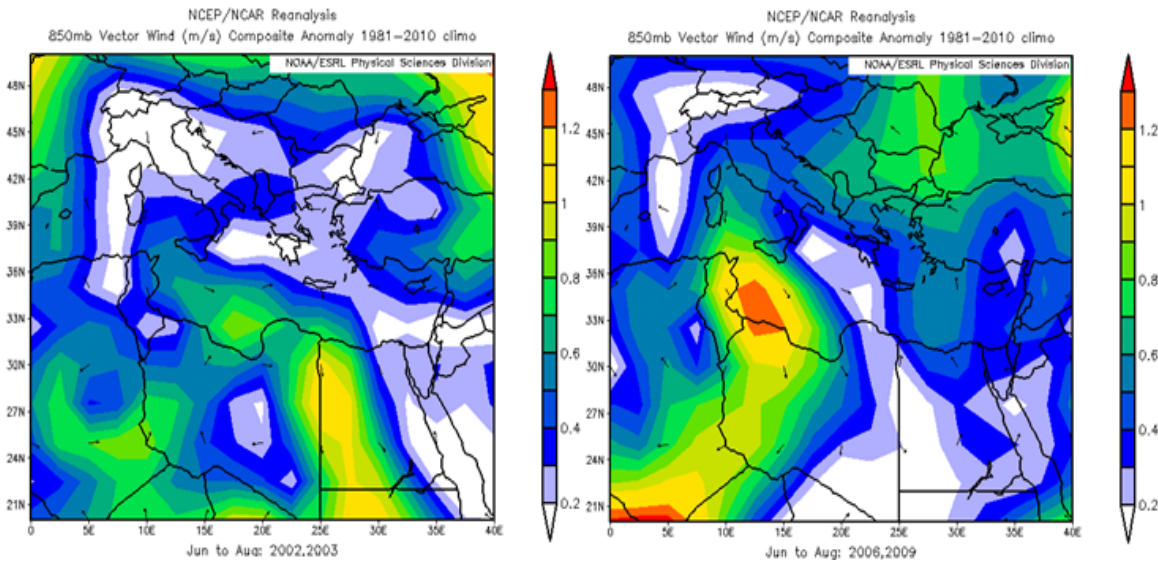 NCEP/NCAR Reanalysis
850mb Vector Wind (m/s) Composite Anomaly 1981-2010 climo
NOAA/ESRL Physical Sciences Division
48N
45N
42N
39N
36N
33N
30N
27N
24N
21N
0 5E 10E 15E 20E 25E 30E 35E 40E
1.2
1
0.8
0.6
0.4
0.2
Jun to Aug: 2002,2003
NCEP/NCAR Reanalysis
850mb Vector Wind (m/s) Composite Anomaly 1981-2010 climo
NOAA/ESRL Physical Sciences Division
48N
45N
42N
39N
36N
33N
30N
27N
24N
21N
0 5E 10E 15E 20E 25E 30E 35E 40E
1.2
1
0.8
0.6
0.4
0.2
Jun to Aug: 2006,2009